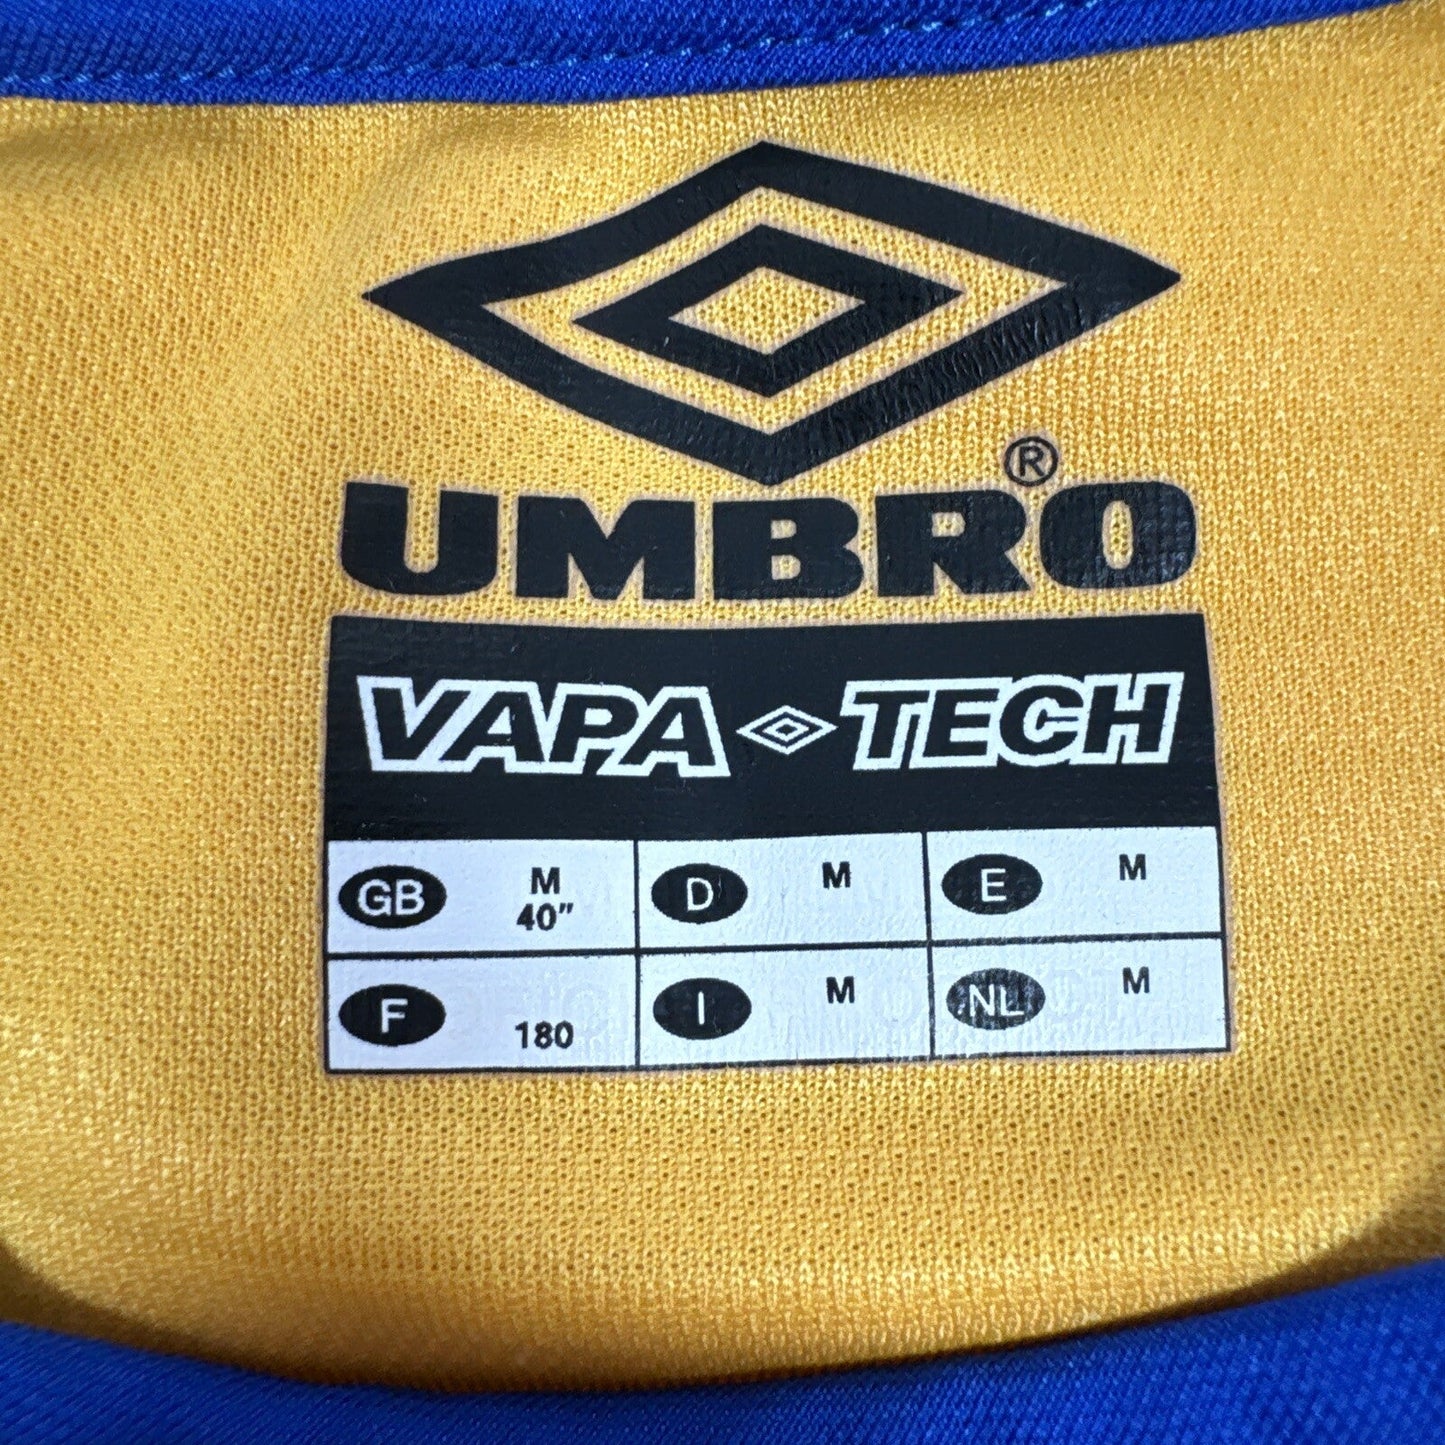 ®
UMBRO
VAPA TECH
GB M 40" D M E M
F 180 I M NL M